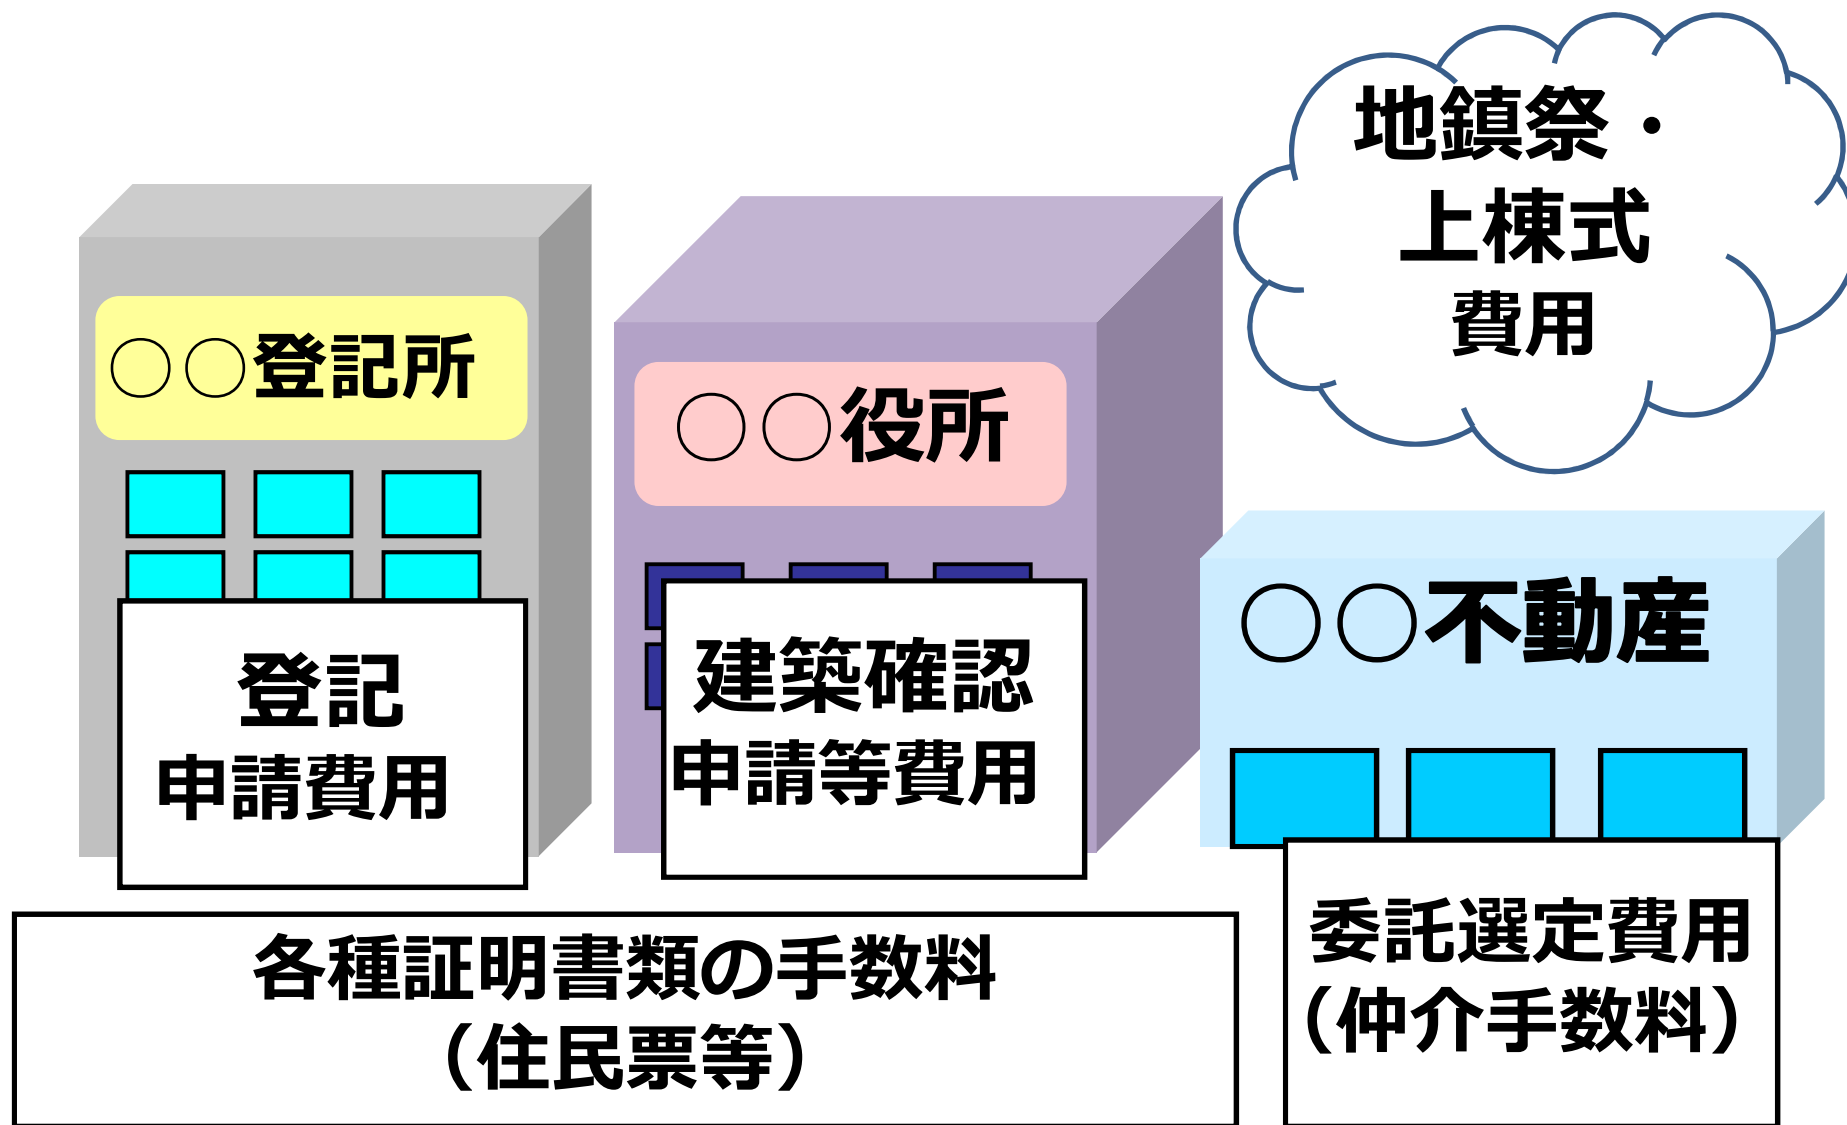 地鎮祭・
上棟式
費用
○○登記所
○○役所
○○不動産
登記
申請費用
建築確認
申請等費用
委託選定費用
（仲介手数料）
各種証明書類の手数料
（住民票等）